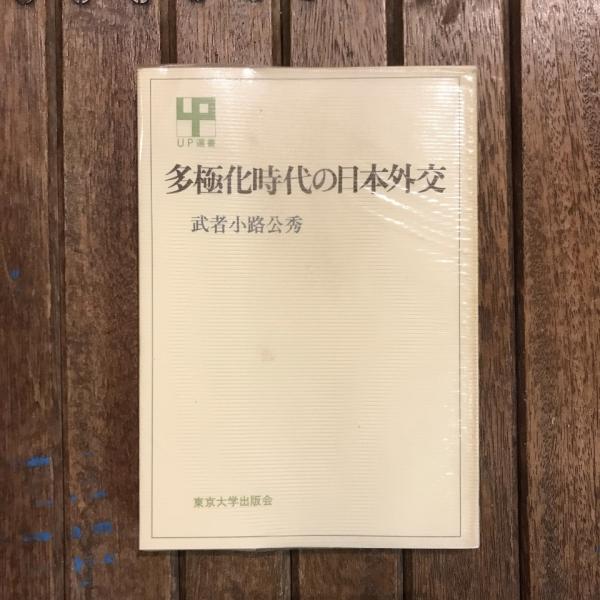 UP
UP選書
多極化時代の日本外交
武者小路公秀
東京大学出版会